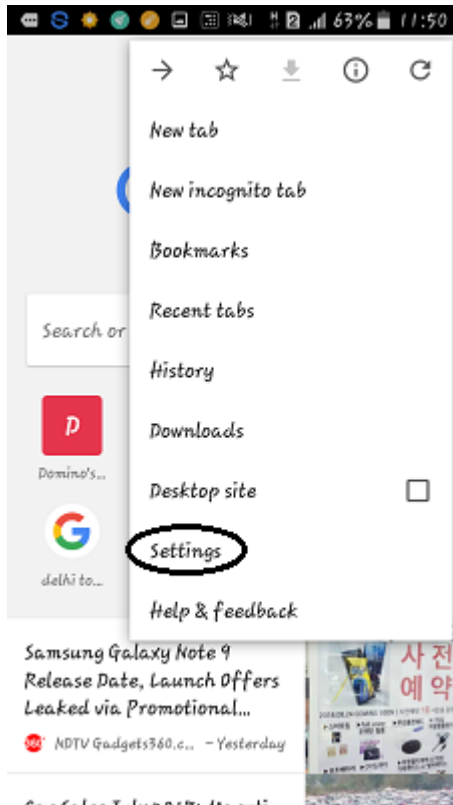 63% 11:50
New tab
New incognito tab
Bookmarks
Recent tabs
History
Search or
Downloads
Domino's...
Desktop site
Settings
delhi to...
Help & feedback
Samsung Galaxy Note 9
Release Date, Launch Offers
Leaked via Promotional...
NDTV Gadgets360.c... - Yesterday
사전
예약